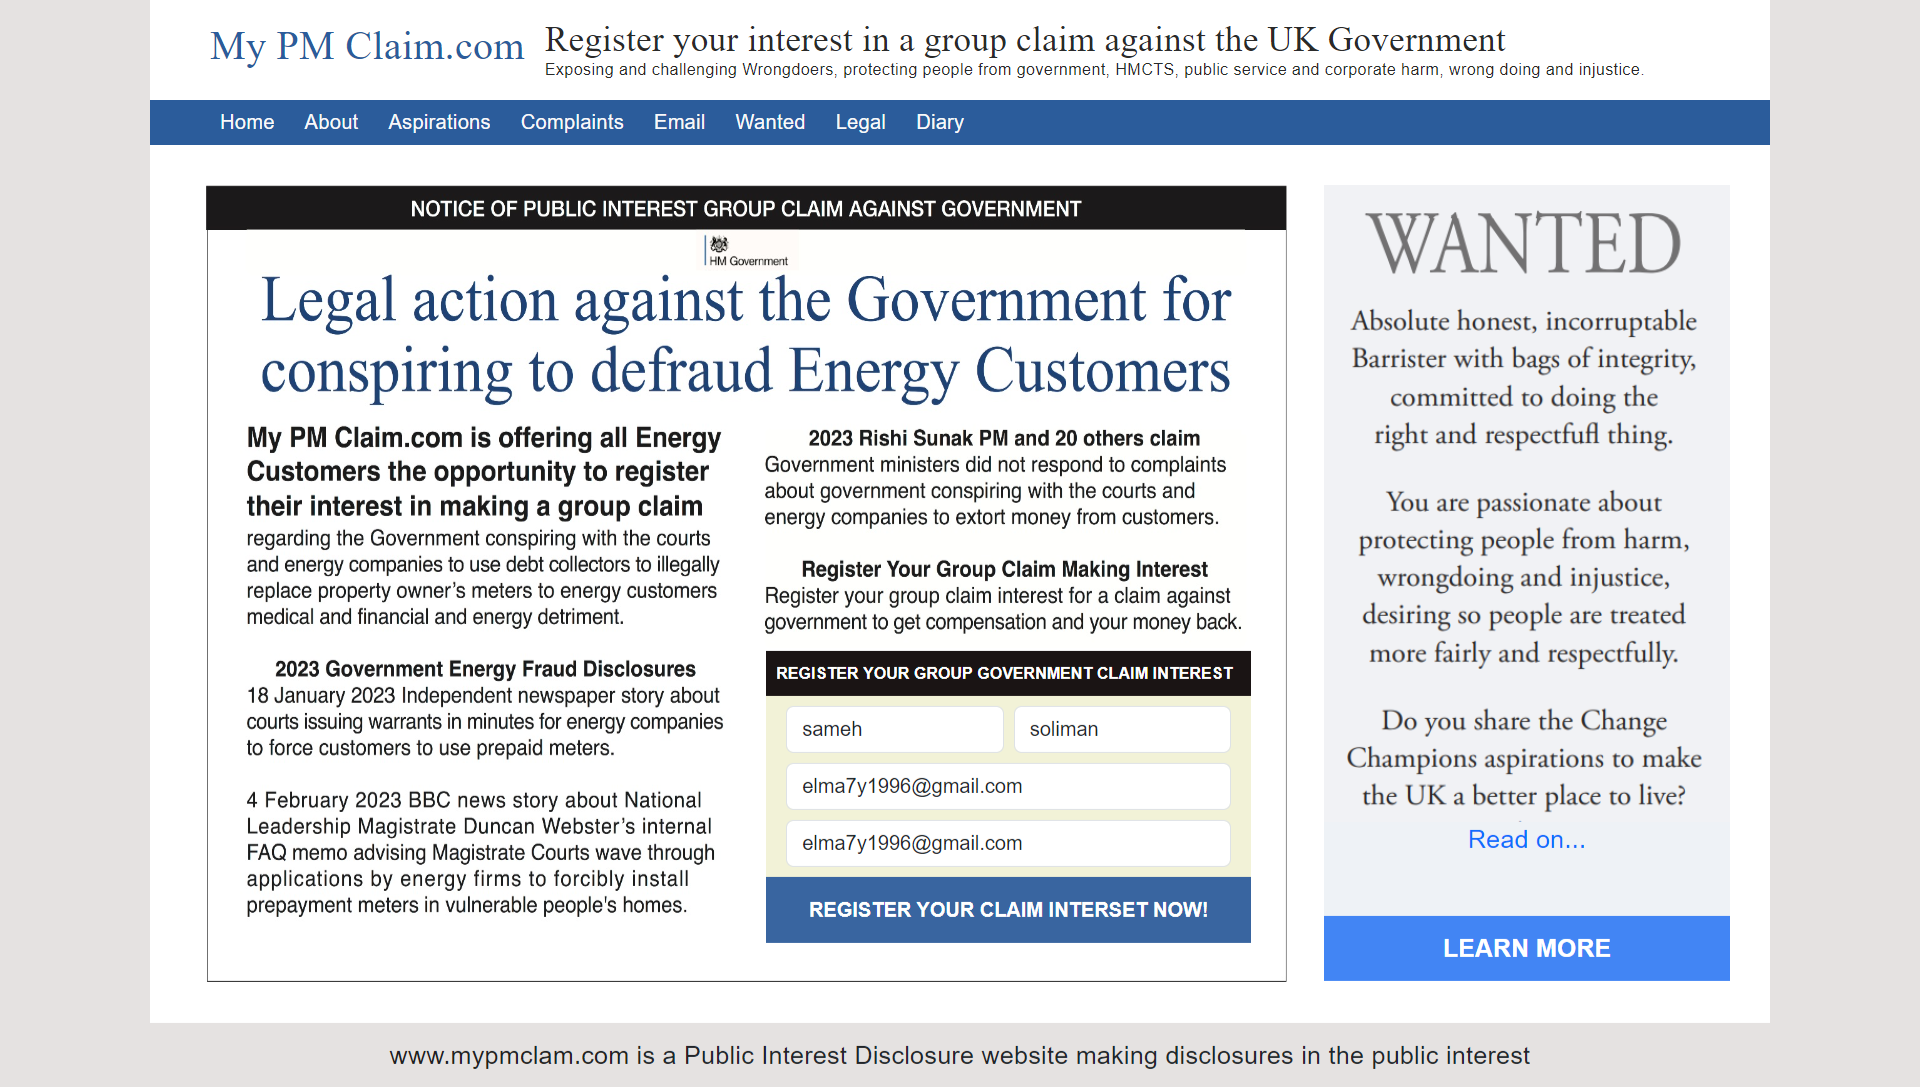 My PM Claim.com
Register your interest in a group claim against the UK Government
Exposing and challenging Wrongdoers, protecting people from government, HMCTS, public service and corporate harm, wrong doing and injustice.
Home About Aspirations Complaints Email Wanted Legal Diary
NOTICE OF PUBLIC INTEREST GROUP CLAIM AGAINST GOVERNMENT
HM Government
Legal action against the Government for
conspiring to defraud Energy Customers
My PM Claim.com is offering all Energy
Customers the opportunity to register
their interest in making a group claim
regarding the Government conspiring with the courts
and energy companies to use debt collectors to illegally
replace property owner's meters to energy customers
medical and financial and energy detriment.
2023 Government Energy Fraud Disclosures
18 January 2023 Independent newspaper story about
courts issuing warrants in minutes for energy companies
to force customers to use prepaid meters.
4 February 2023 BBC news story about National
Leadership Magistrate Duncan Webster's internal
FAQ memo advising Magistrate Courts wave through
applications by energy firms to forcibly install
prepayment meters in vulnerable people's homes.
2023 Rishi Sunak PM and 20 others claim
Government ministers did not respond to complaints
about government conspiring with the courts and
energy companies to extort money from customers.
Register Your Group Claim Making Interest
Register your group claim interest for a claim against
government to get compensation and your money back.
REGISTER YOUR GROUP GOVERNMENT CLAIM INTEREST
sameh soliman
elma7y1996@gmail.com
elma7y1996@gmail.com
REGISTER YOUR CLAIM INTERSET NOW!
WANTED
Absolute honest, incorruptable
Barrister with bags of integrity,
committed to doing the
right and respectfufl thing.
You are passionate about
protecting people from harm,
wrongdoing and injustice,
desiring so people are treated
more fairly and respectfully.
Do you share the Change
Champions aspirations to make
the UK a better place to live?
Read on...
LEARN MORE
www.mypmclam.com is a Public Interest Disclosure website making disclosures in the public interest